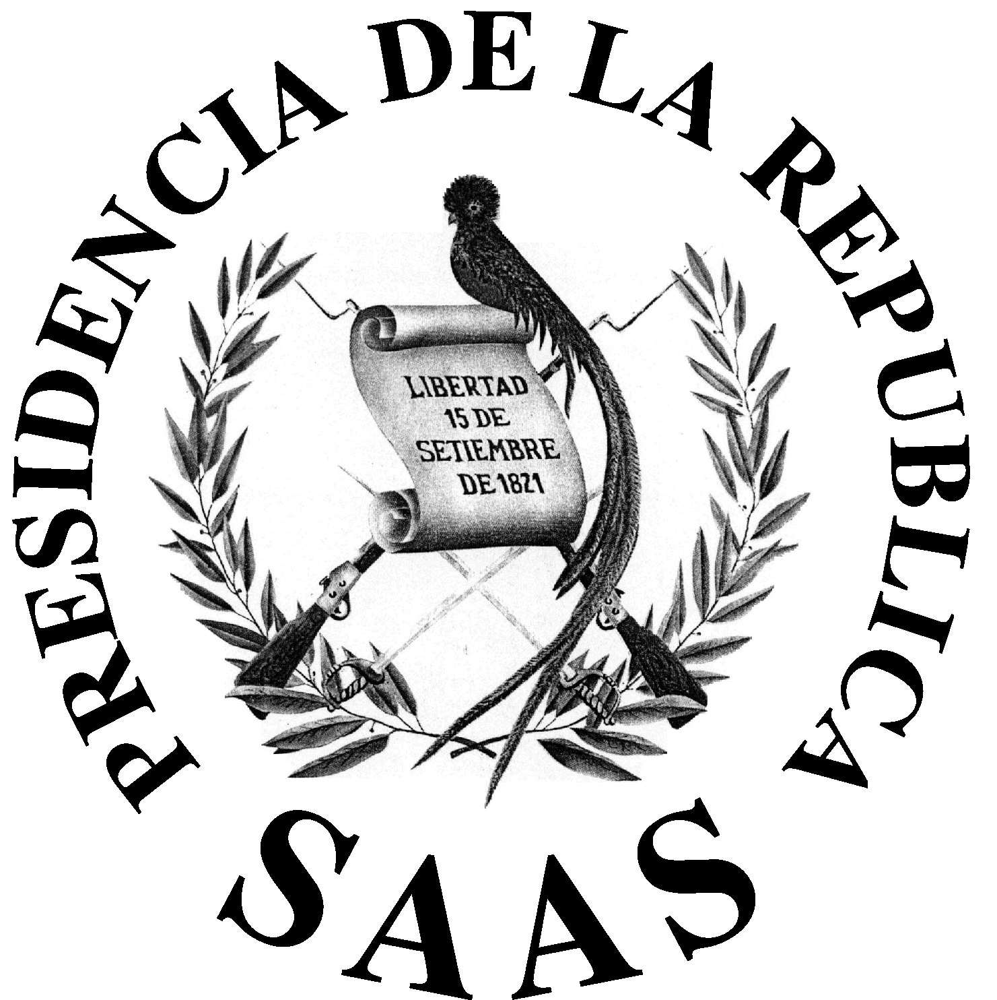 PRESIDENCIA DE LA REPUBLICA
LIBERTAD
15 DE
SETIEMBRE
DE 1821
SAAS